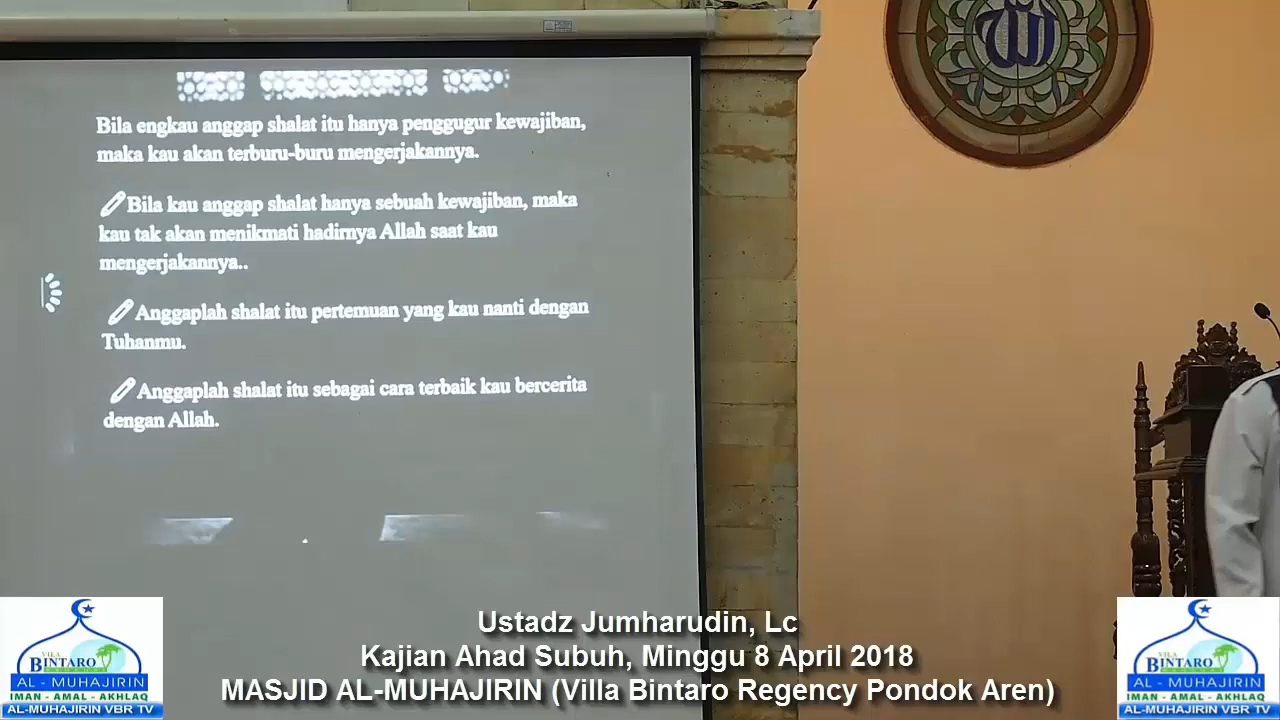 الله
Bila engkau anggap shalat itu hanya penggugur kewajiban,
maka kau akan terburu-buru mengerjakannya.
Bila kau anggap shalat hanya sebuah kewajiban, maka
kau tak akan menikmati hadirnya Allah saat kau
mengerjakannya..
Anggaplah shalat itu pertemuan yang kau nanti dengan
Tuhanmu.
Anggaplah shalat itu sebagai cara terbaik kau bercerita
dengan Allah.
Ustadz Jumharudin, Lc
Kajian Ahad Subuh, Minggu 8 April 2018
MASJID AL-MUHAJIRIN (Villa Bintaro Regency Pondok Aren)
VILA
BINTARO
AL - MUHAJIRIN
IMAN - AMAL - AKHLAQ
AL-MUHAJIRIN VBR TV
VILA
BINTARO
AL - MUHAJIRIN
IMAN - AMAL - AKHLAQ
AL-MUHAJIRIN VBR TV